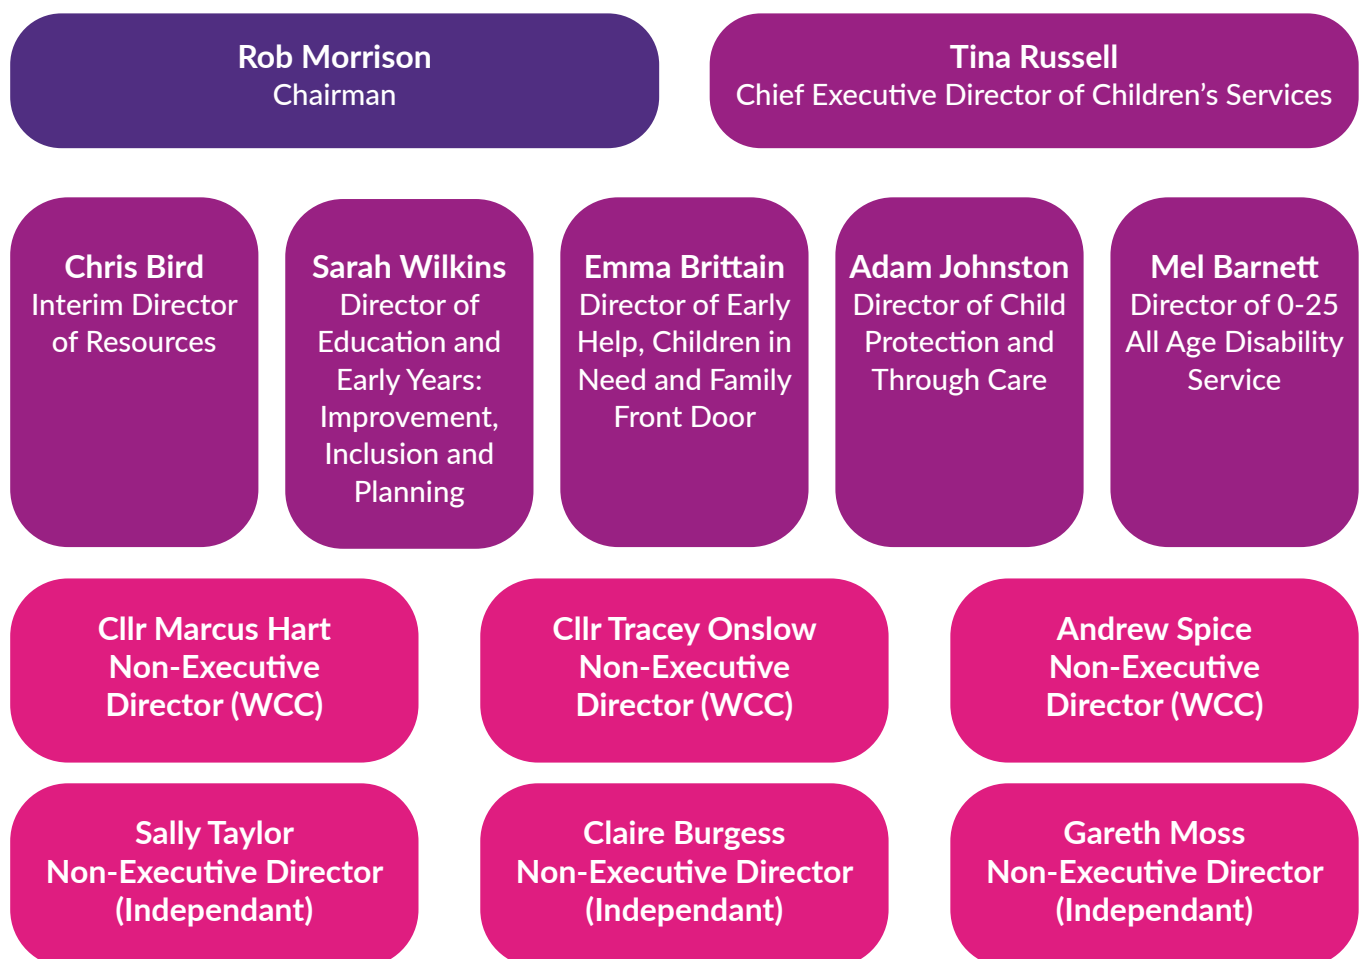 Rob Morrison
Chairman
Tina Russell
Chief Executive Director of Children’s Services
Chris Bird
Interim Director
of Resources
Sarah Wilkins
Director of
Education and
Early Years:
Improvement,
Inclusion and
Planning
Emma Brittain
Director of Early
Help, Children in
Need and Family
Front Door
Adam Johnston
Director of Child
Protection and
Through Care
Mel Barnett
Director of 0-25
All Age Disability
Service
Cllr Marcus Hart
Non-Executive
Director (WCC)
Cllr Tracey Onslow
Non-Executive
Director (WCC)
Andrew Spice
Non-Executive
Director (WCC)
Sally Taylor
Non-Executive Director
(Independant)
Claire Burgess
Non-Executive Director
(Independant)
Gareth Moss
Non-Executive Director
(Independant)